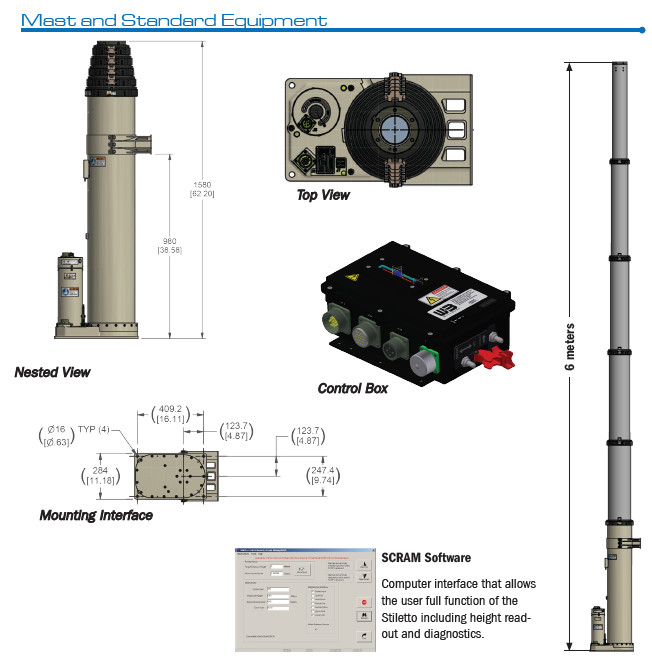 Mast and Standard Equipment
1580
[62.20]
980
[38.58]
Nested View
Top View
Control Box
6 meters
(409.2
[16.11])
(Ø16
[Ø.63]) TYP (4)
(123.7
[4.87])
(123.7
[4.87])
(284
[11.18])
(247.4
[9.74])
Mounting Interface
SCRAM Software
Computer interface that allows
the user full function of the
Stiletto including height read-
out and diagnostics.